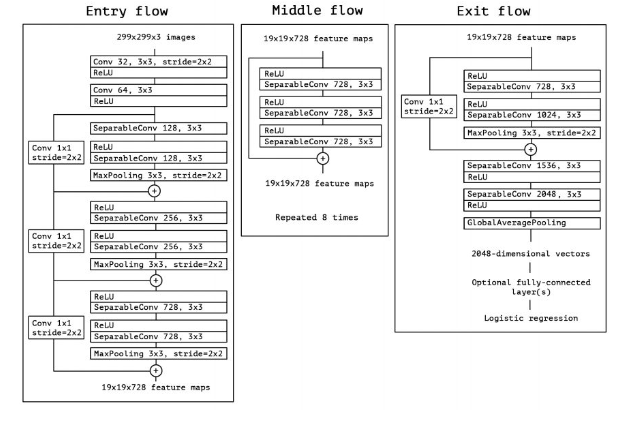 Entry flow
299x299x3 images
Conv 32, 3x3, stride=2x2
ReLU
Conv 64, 3x3
ReLU
Conv 1x1
stride=2x2
SeparableConv 128, 3x3
ReLU
SeparableConv 128, 3x3
MaxPooling 3x3, stride=2x2
+
Conv 1x1
stride=2x2
ReLU
SeparableConv 256, 3x3
ReLU
SeparableConv 256, 3x3
MaxPooling 3x3, stride=2x2
+
Conv 1x1
stride=2x2
ReLU
SeparableConv 728, 3x3
ReLU
SeparableConv 728, 3x3
MaxPooling 3x3, stride=2x2
+
19x19x728 feature maps
Middle flow
19x19x728 feature maps
ReLU
SeparableConv 728, 3x3
ReLU
SeparableConv 728, 3x3
ReLU
SeparableConv 728, 3x3
+
19x19x728 feature maps
Repeated 8 times
Exit flow
19x19x728 feature maps
Conv 1x1
stride=2x2
ReLU
SeparableConv 728, 3x3
ReLU
SeparableConv 1024, 3x3
MaxPooling 3x3, stride=2x2
+
SeparableConv 1536, 3x3
ReLU
SeparableConv 2048, 3x3
ReLU
GlobalAveragePooling
2048-dimensional vectors
Optional fully-connected
layer(s)
Logistic regression